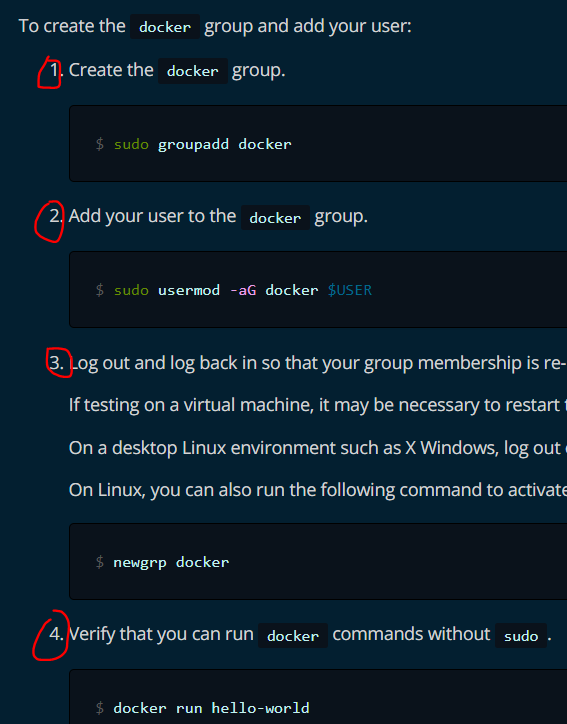 To create the docker group and add your user:
1. Create the docker group.
$ sudo groupadd docker
2. Add your user to the docker group.
$ sudo usermod -aG docker $USER
3. Log out and log back in so that your group membership is re-
If testing on a virtual machine, it may be necessary to restart
On a desktop Linux environment such as X Windows, log out
On Linux, you can also run the following command to activate
$ newgrp docker
4. Verify that you can run docker commands without sudo .
$ docker run hello-world